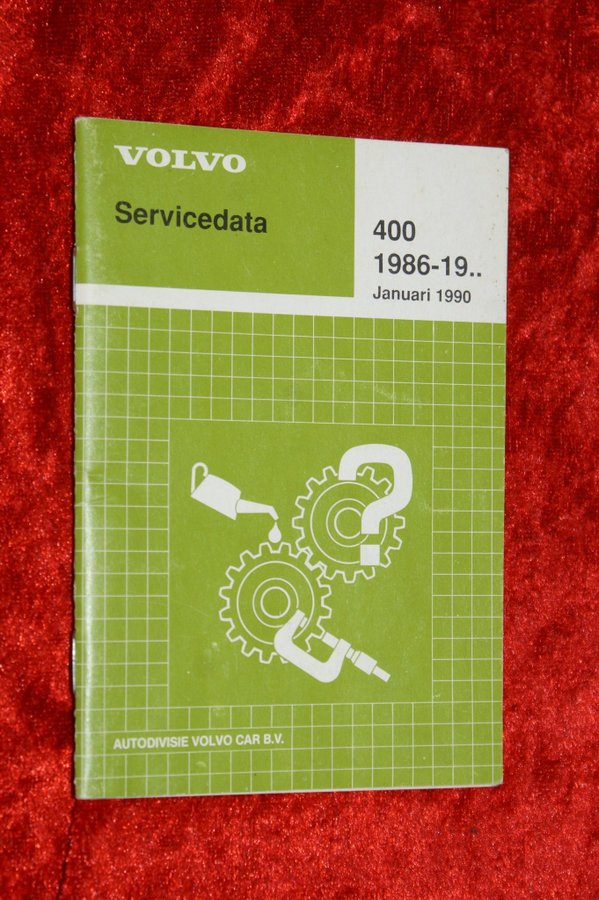 VOLVO
Servicedata
400
1986-19..
Januari 1990
?
AUTODIVISIE VOLVO CAR B.V.